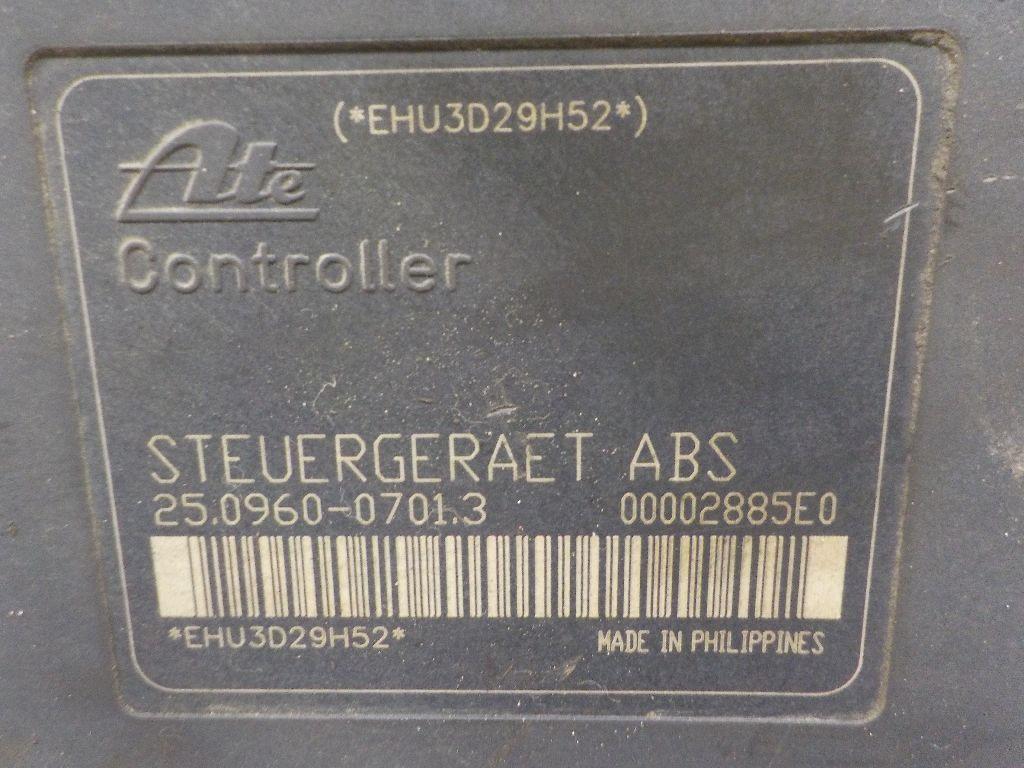 (*EHU3D29H52*)
Ate
Controller
STEUERGERAET ABS
25.0960-0701.3 00002885E0
*EHU3D29H52* MADE IN PHILIPPINES